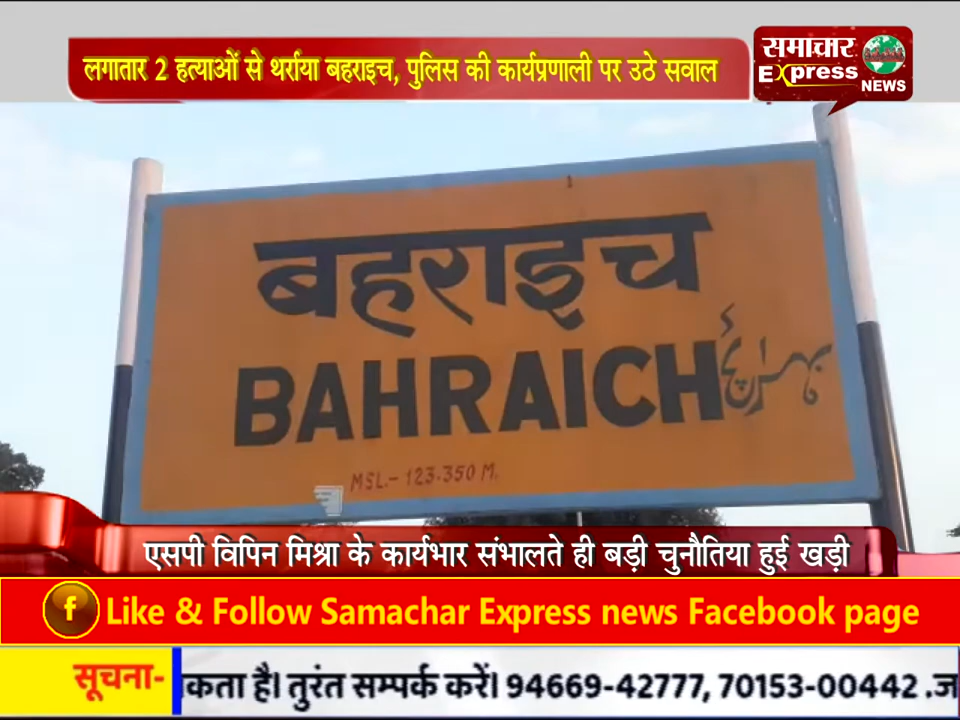 लगातार 2 हत्याओं से थर्राया बहराइच, पुलिस की कार्यप्रणाली पर उठे सवाल
समाचार
Express
NEWS
बहराइच
BAHRAICH
بہرائچ
MSL.- 123.350 M.
एसपी विपिन मिश्रा के कार्यभार संभालते ही बड़ी चुनौतिया हुई खड़ी
f Like & Follow Samachar Express news Facebook page
सूचना- कता है। तुरंत सम्पर्क करें। 94669-42777, 70153-00442 .ज